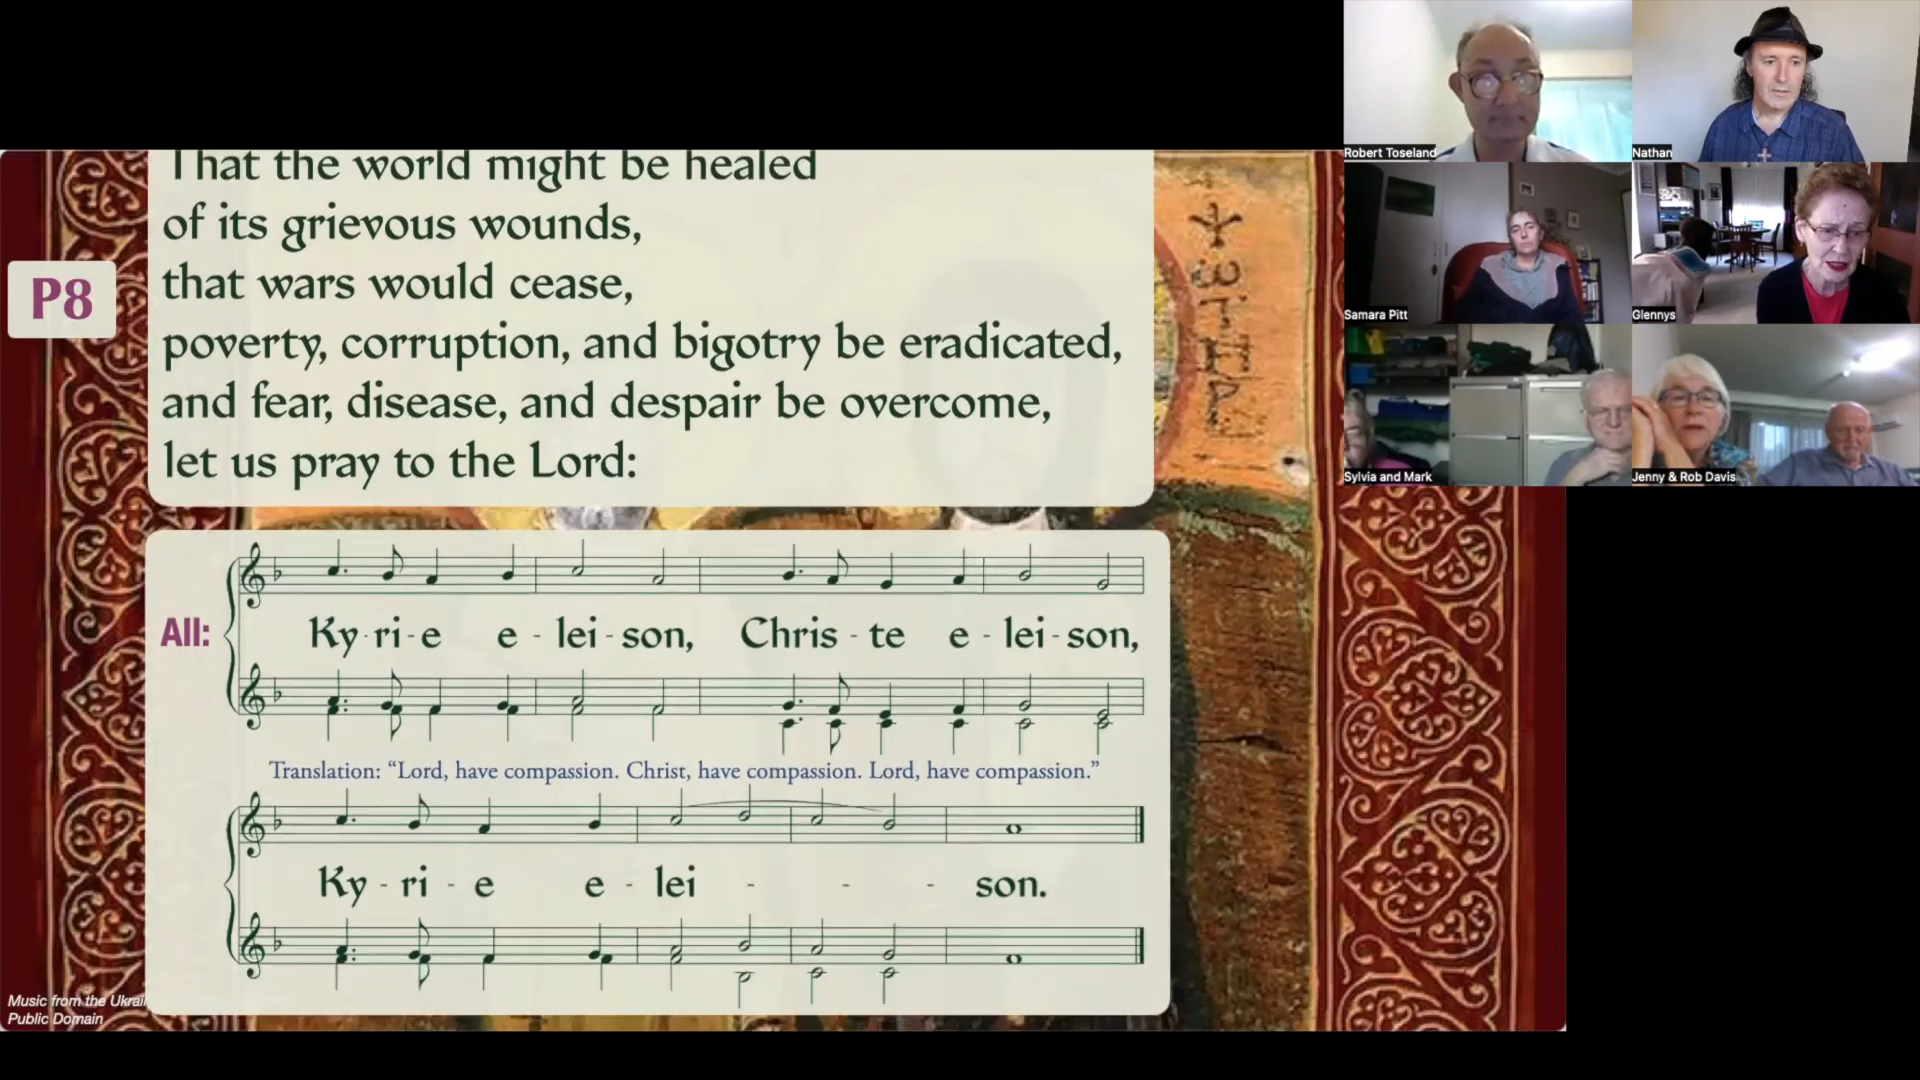 That the world might be healed
of its grievous wounds,
that wars would cease,
P8
poverty, corruption, and bigotry be eradicated,
and fear, disease, and despair be overcome,
let us pray to the Lord:
All:
Ky-ri-e e-lei-son, Chris-te e-lei-son,
Translation: “Lord, have compassion. Christ, have compassion. Lord, have compassion.”
Ky-ri-e e-lei - - - son.
Music from the Ukrai
Public Domain
Robert Toseland
Nathan
Samara Pitt
Glennys
Sylvia and Mark
Jenny & Rob Davis